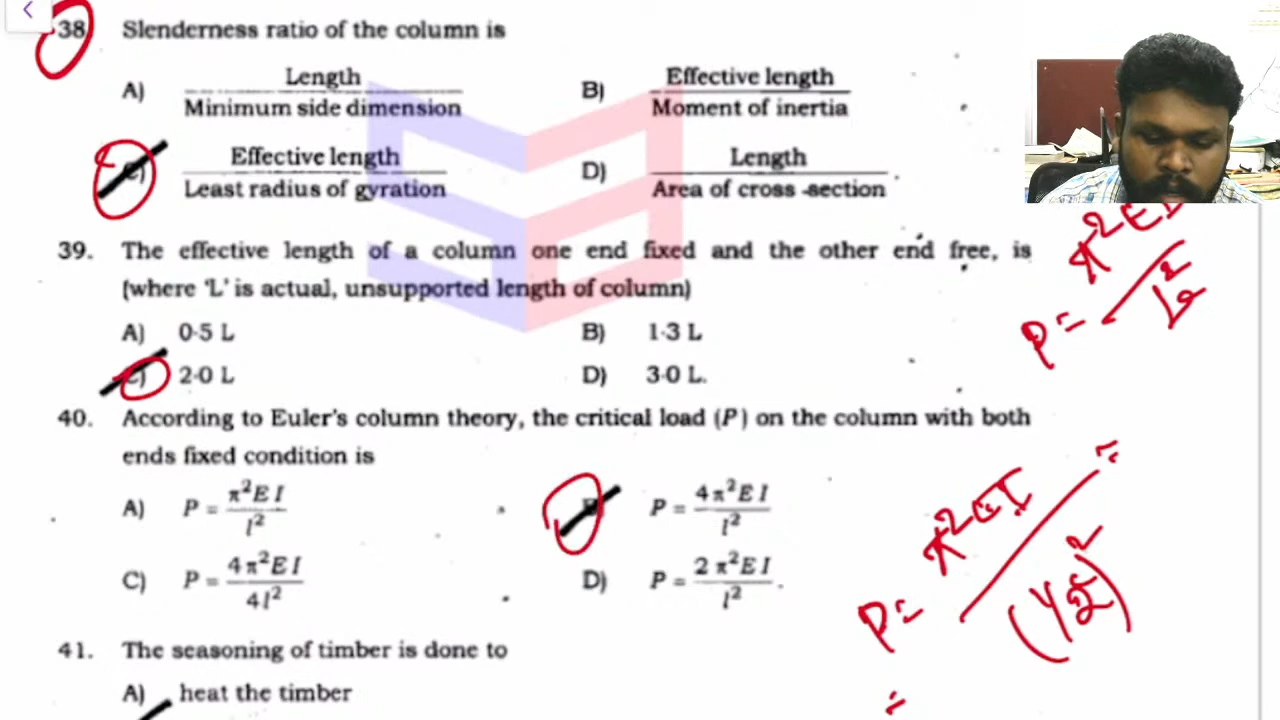 38 Slenderness ratio of the column is
A) Length / Minimum side dimension B) Effective length / Moment of inertia
C) Effective length / Least radius of gyration D) Length / Area of cross-section.
39. The effective length of a column one end fixed and the other end free, is
(where 'L' is actual, unsupported length of column)
A) 0·5 L B) 1·3 L
C) 2·0 L D) 3·0 L.
40. According to Euler's column theory, the critical load (P) on the column with both
ends fixed condition is
A) P = π²EI / l² P = 4π²EI / l²
C) P = 4π²EI / 4l² D) P = 2π²EI / l².
41. The seasoning of timber is done to
A) heat the timber
P = π²EI
P = π²EI
=